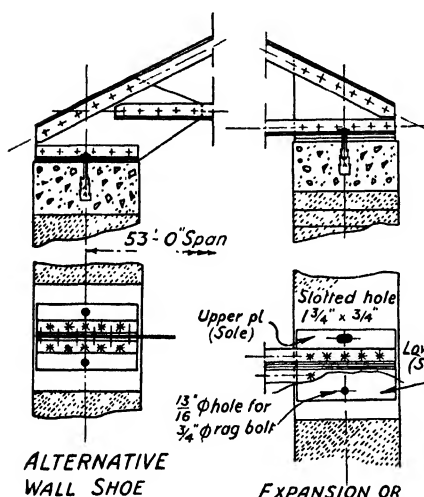 53'-0" Span
Slotted hole
1 3/4" x 3/4"
Upper pl
(Sole)
13/16" ϕ hole for
3/4" ϕ rag bolt
ALTERNATIVE
WALL SHOE
EXPANSION OR